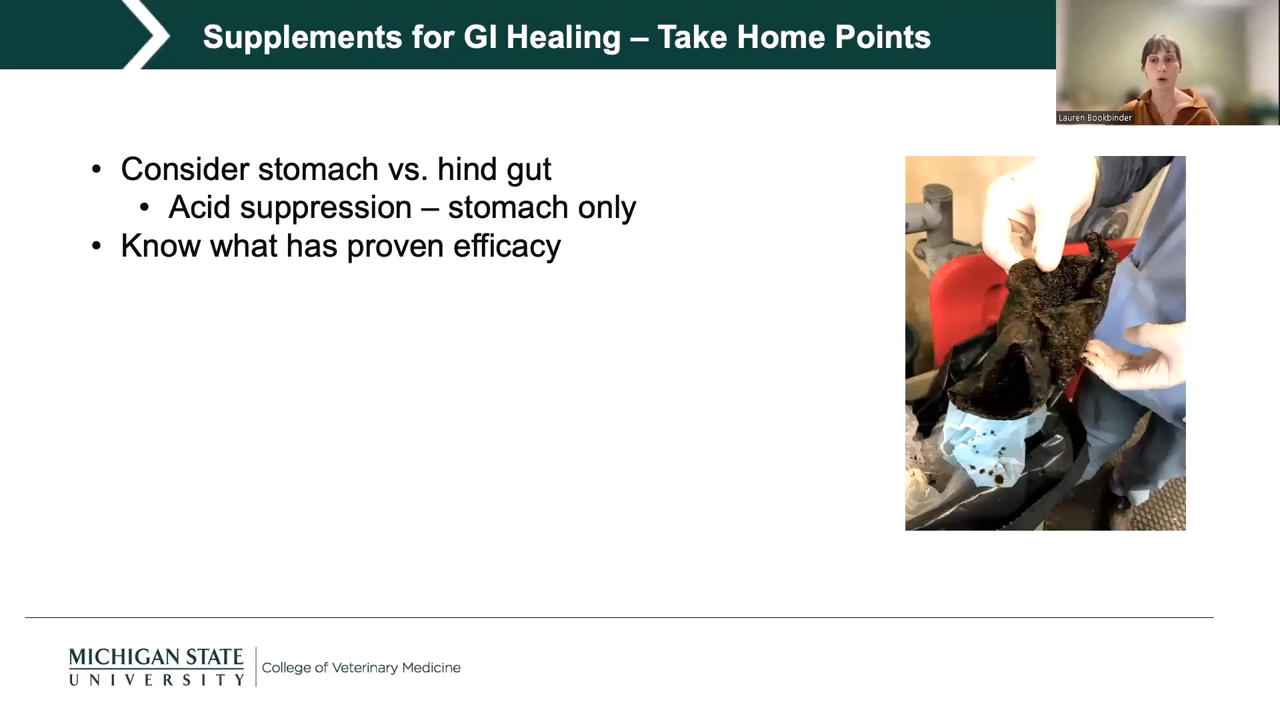 Supplements for GI Healing – Take Home Points
Lauren Bookbinder
• Consider stomach vs. hind gut
• Acid suppression – stomach only
• Know what has proven efficacy
MICHIGAN STATE
UNIVERSITY
College of Veterinary Medicine